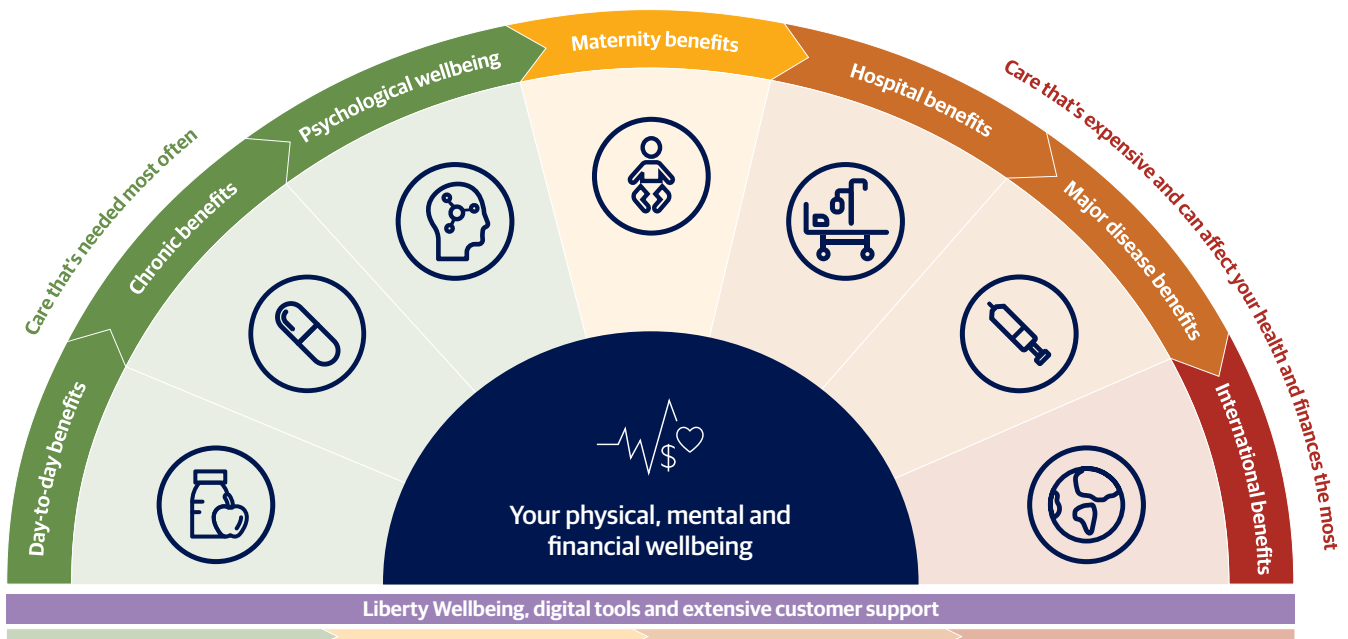 Care that's needed most often
Day-to-day benefits
Chronic benefits
Psychological wellbeing
Maternity benefits
Hospital benefits
Major disease benefits
International benefits
Care that's expensive and can affect your health and finances the most
$
Your physical, mental and
financial wellbeing
Liberty Wellbeing, digital tools and extensive customer support